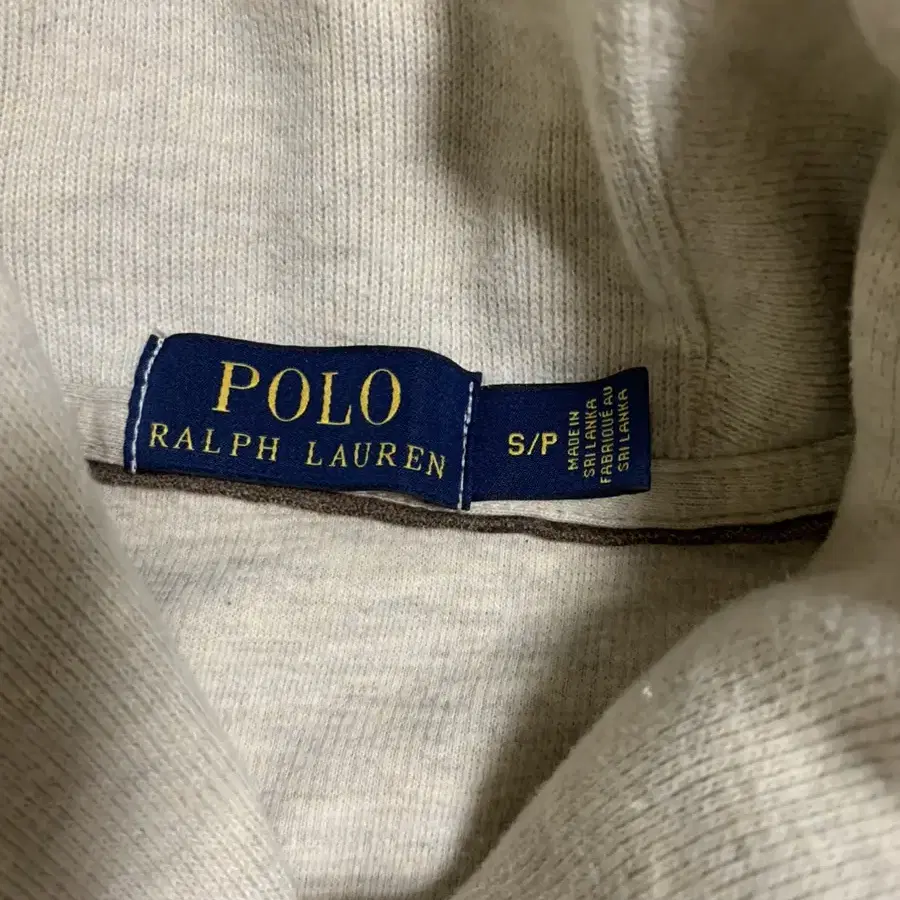 POLO
RALPH LAUREN
S/P
MADE IN
SRI LANKA
FABRIQUÉ AU
SRI LANKA